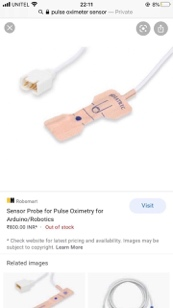 UNITEL
22:11
8%
pulse oximeter sensor — Private
Robomart
Sensor Probe for Pulse Oximetry for
Arduino/Robotics
Visit
₹800.00 INR* · Out of stock
* Check website for latest pricing and availability. Images may be
subject to copyright. Learn More
Related images